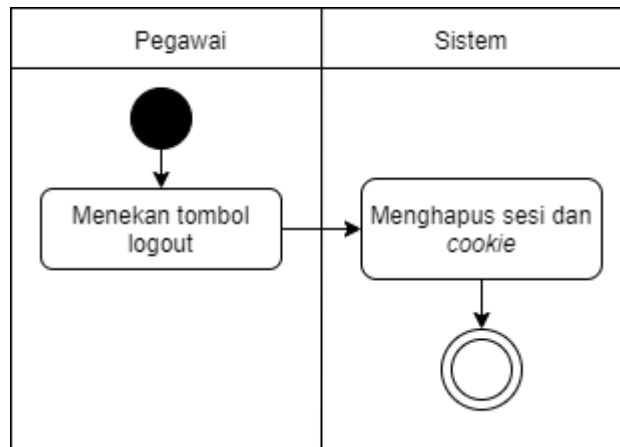 Pegawai
Sistem
Menekan tombol
logout
Menghapus sesi dan
cookie